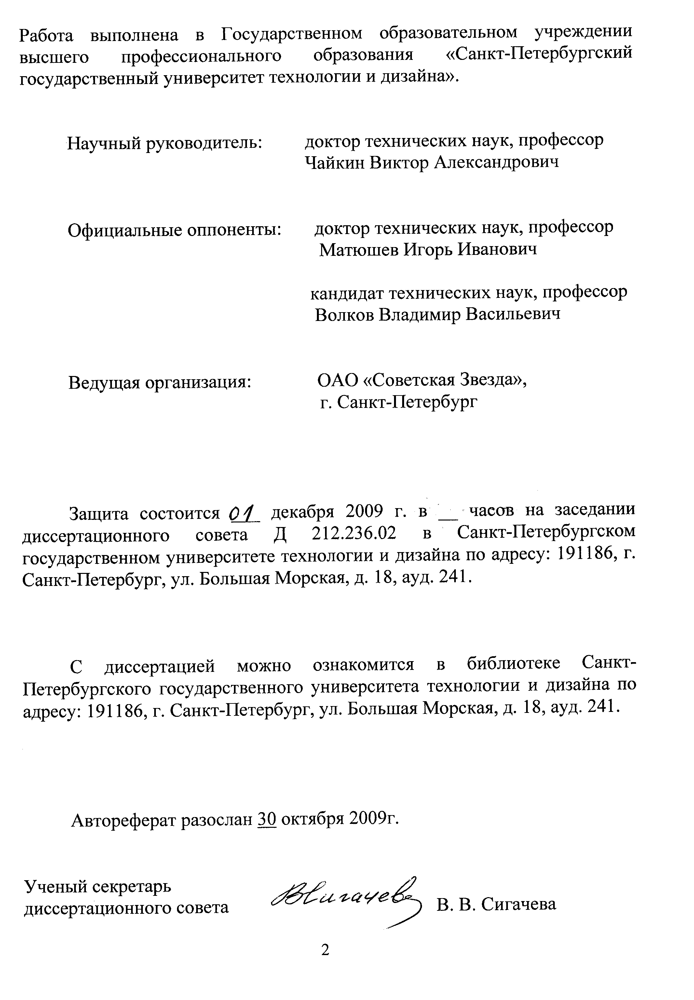 Работа выполнена в Государственном образовательном учреждении
высшего профессионального образования «Санкт-Петербургский
государственный университет технологии и дизайна».
Научный руководитель: доктор технических наук, профессор
Чайкин Виктор Александрович
Официальные оппоненты: доктор технических наук, профессор
Матюшев Игорь Иванович
кандидат технических наук, профессор
Волков Владимир Васильевич
Ведущая организация: ОАО «Советская Звезда»,
г. Санкт-Петербург
Защита состоится 01 декабря 2009 г. в __ часов на заседании
диссертационного совета Д 212.236.02 в Санкт-Петербургском
государственном университете технологии и дизайна по адресу: 191186, г.
Санкт-Петербург, ул. Большая Морская, д. 18, ауд. 241.
С диссертацией можно ознакомится в библиотеке Санкт-
Петербургского государственного университета технологии и дизайна по
адресу: 191186, г. Санкт-Петербург, ул. Большая Морская, д. 18, ауд. 241.
Автореферат разослан 30 октября 2009г.
Ученый секретарь
диссертационного совета ВСигачева В. В. Сигачева
2